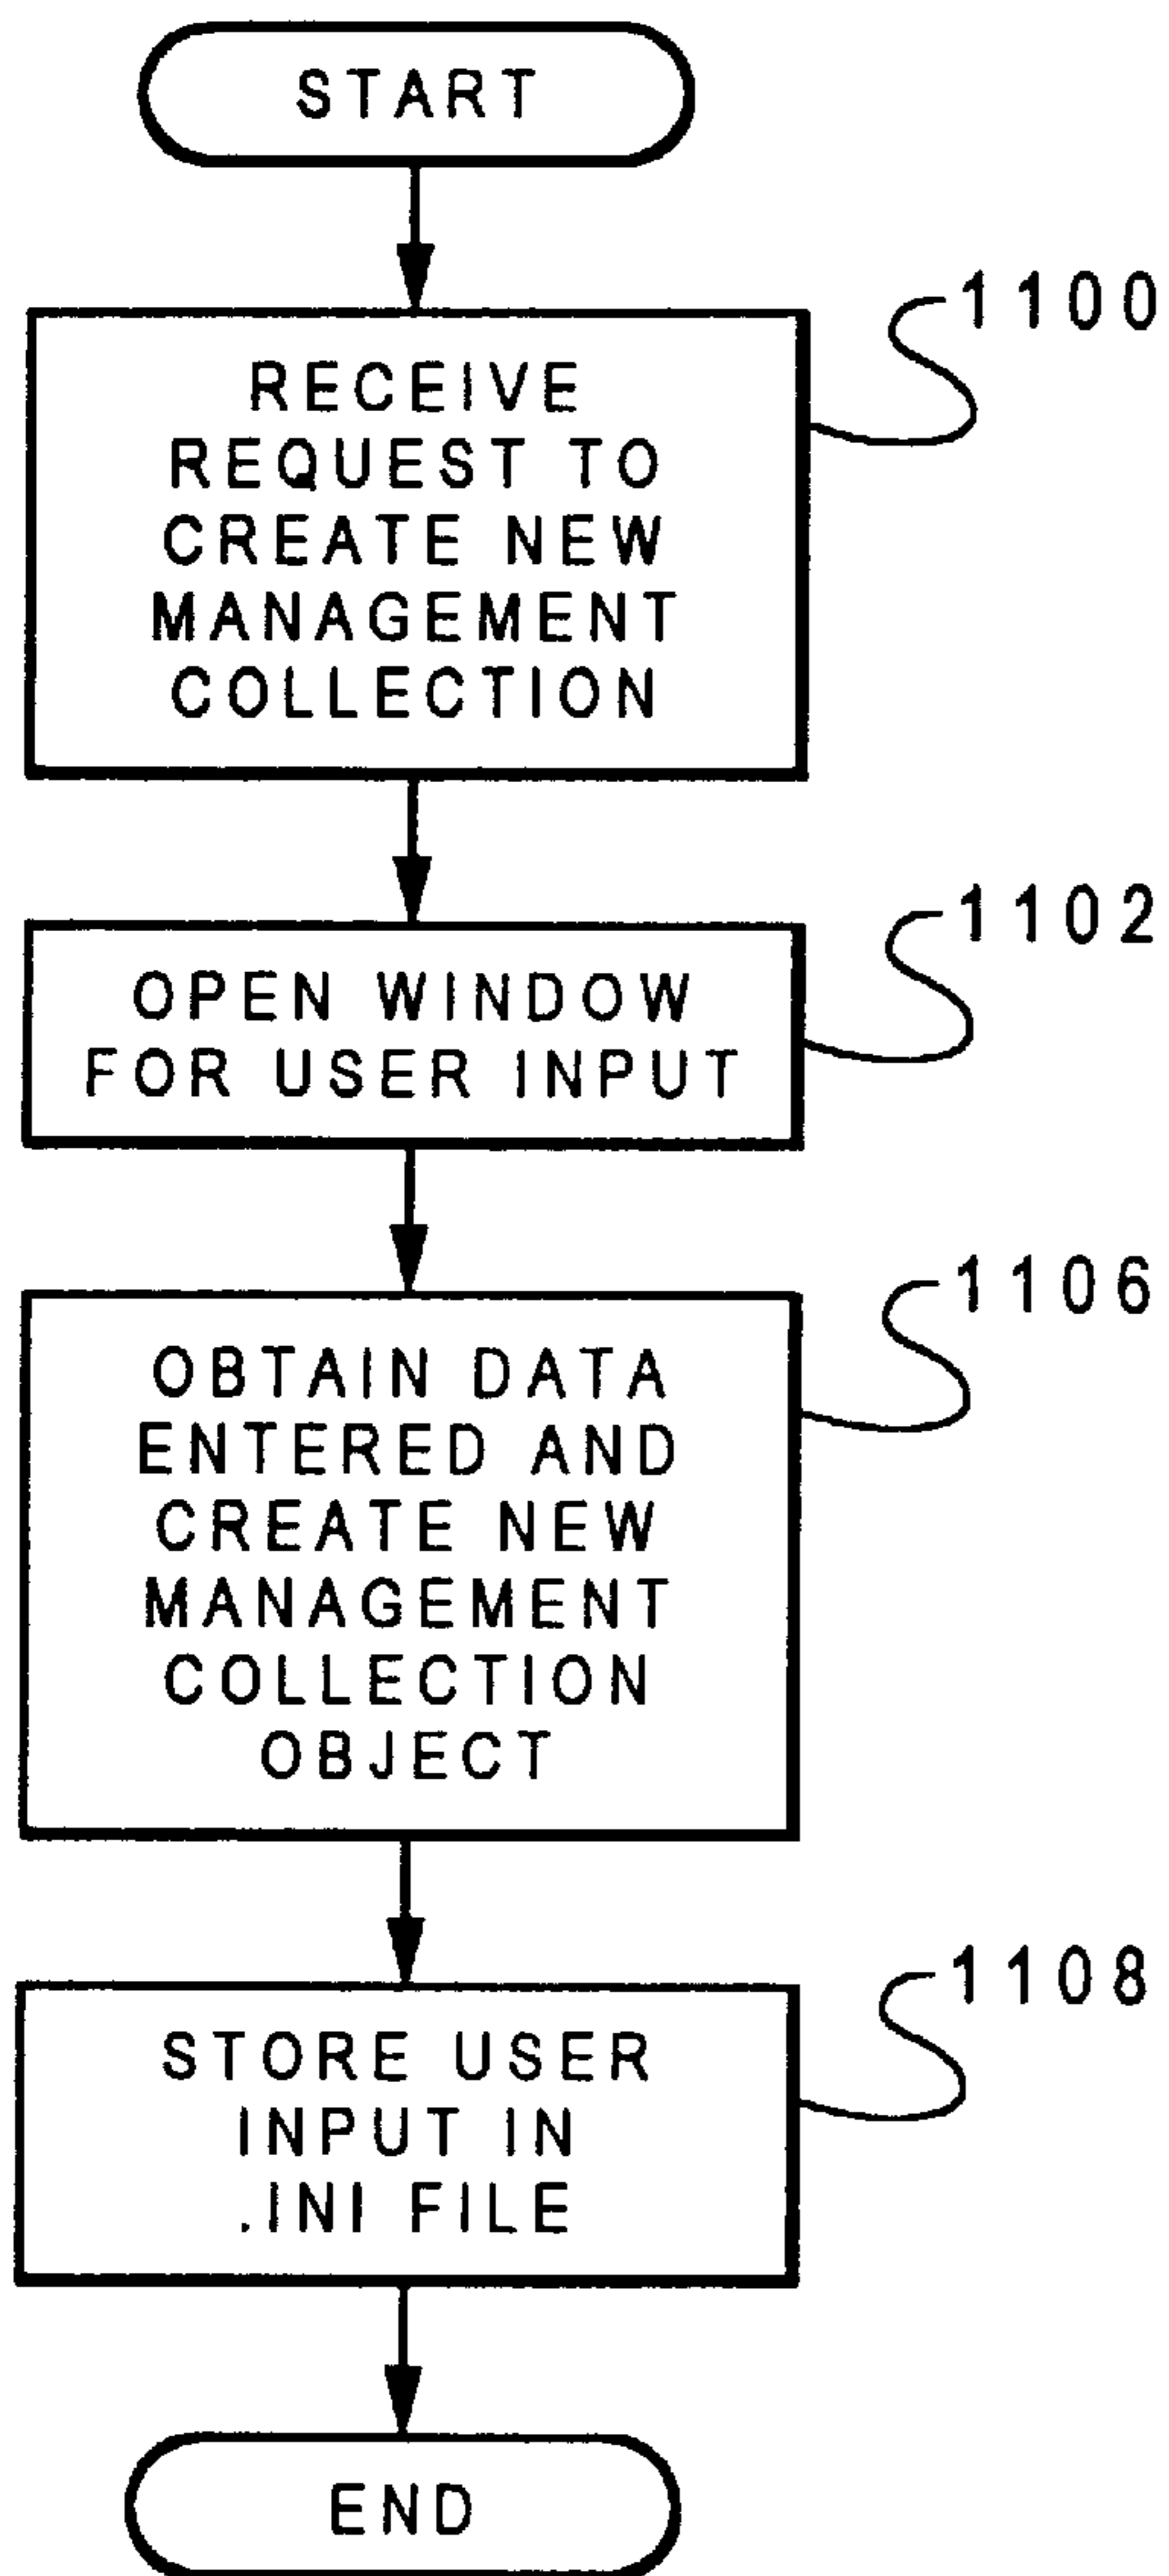 START
1100
RECEIVE
REQUEST TO
CREATE NEW
MANAGEMENT
COLLECTION
1102
OPEN WINDOW
FOR USER INPUT
1106
OBTAIN DATA
ENTERED AND
CREATE NEW
MANAGEMENT
COLLECTION
OBJECT
1108
STORE USER
INPUT IN
.INI FILE
END